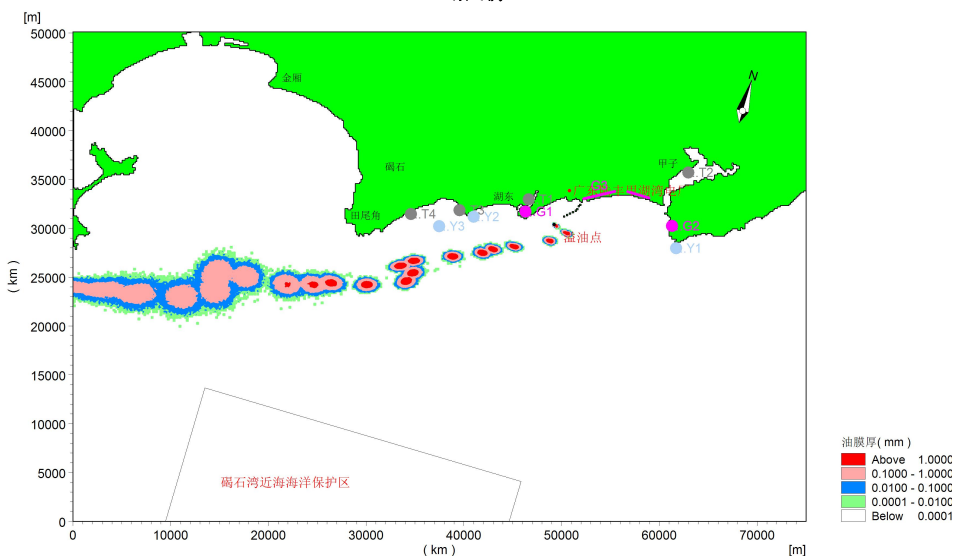 [m]
50000
45000
40000
35000
30000
25000
20000
15000
10000
5000
0
( km )
0
10000
20000
30000
40000
50000
60000
70000
( km )
[m]
金厢
碣石
田尾角
湖东
甲子
N
.T4
.Y3
.Y2
.G1
.T2
.G2
.Y1
溢油点
碣石湾近海海洋保护区
油膜厚( mm )
Above 1.0000
0.1000 - 1.0000
0.0100 - 0.1000
0.0001 - 0.0100
Below 0.0001